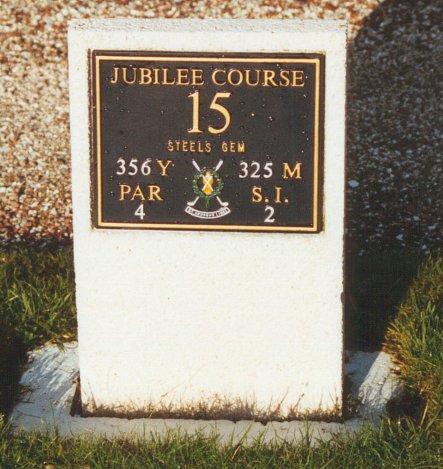 JUBILEE COURSE
15
STEELS GEM
356 Y 325 M
PAR S.I.
4 2